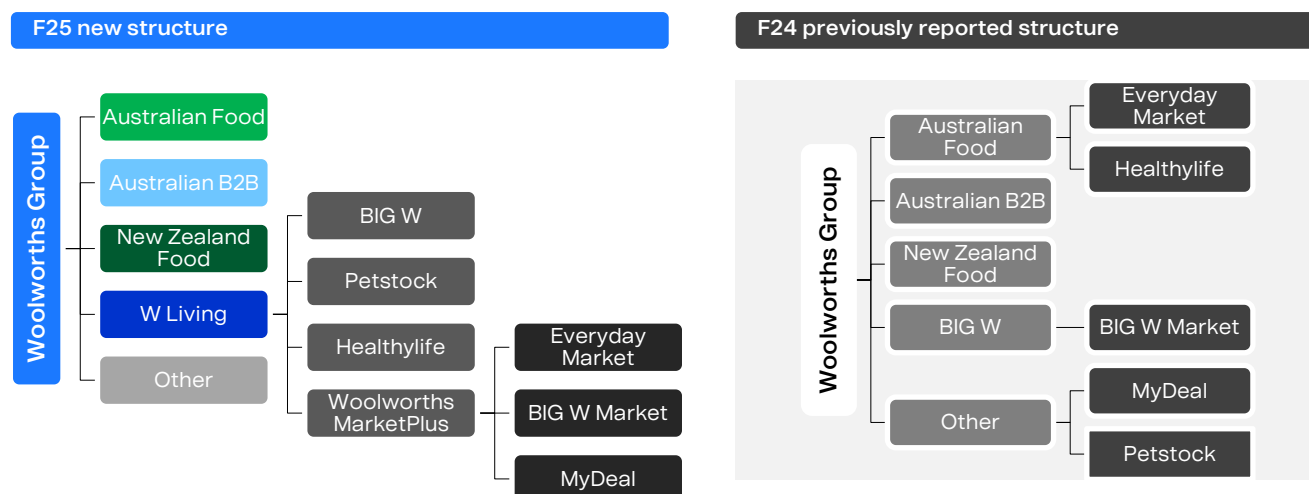 F25 new structure
Woolworths Group
Australian Food
Australian B2B
New Zealand
Food
W Living
Other
BIG W
Petstock
Healthylife
Woolworths
MarketPlus
Everyday
Market
BIG W Market
MyDeal
F24 previously reported structure
Woolworths Group
Australian
Food
Australian B2B
New Zealand
Food
BIG W
Other
Everyday
Market
Healthylife
BIG W Market
MyDeal
Petstock